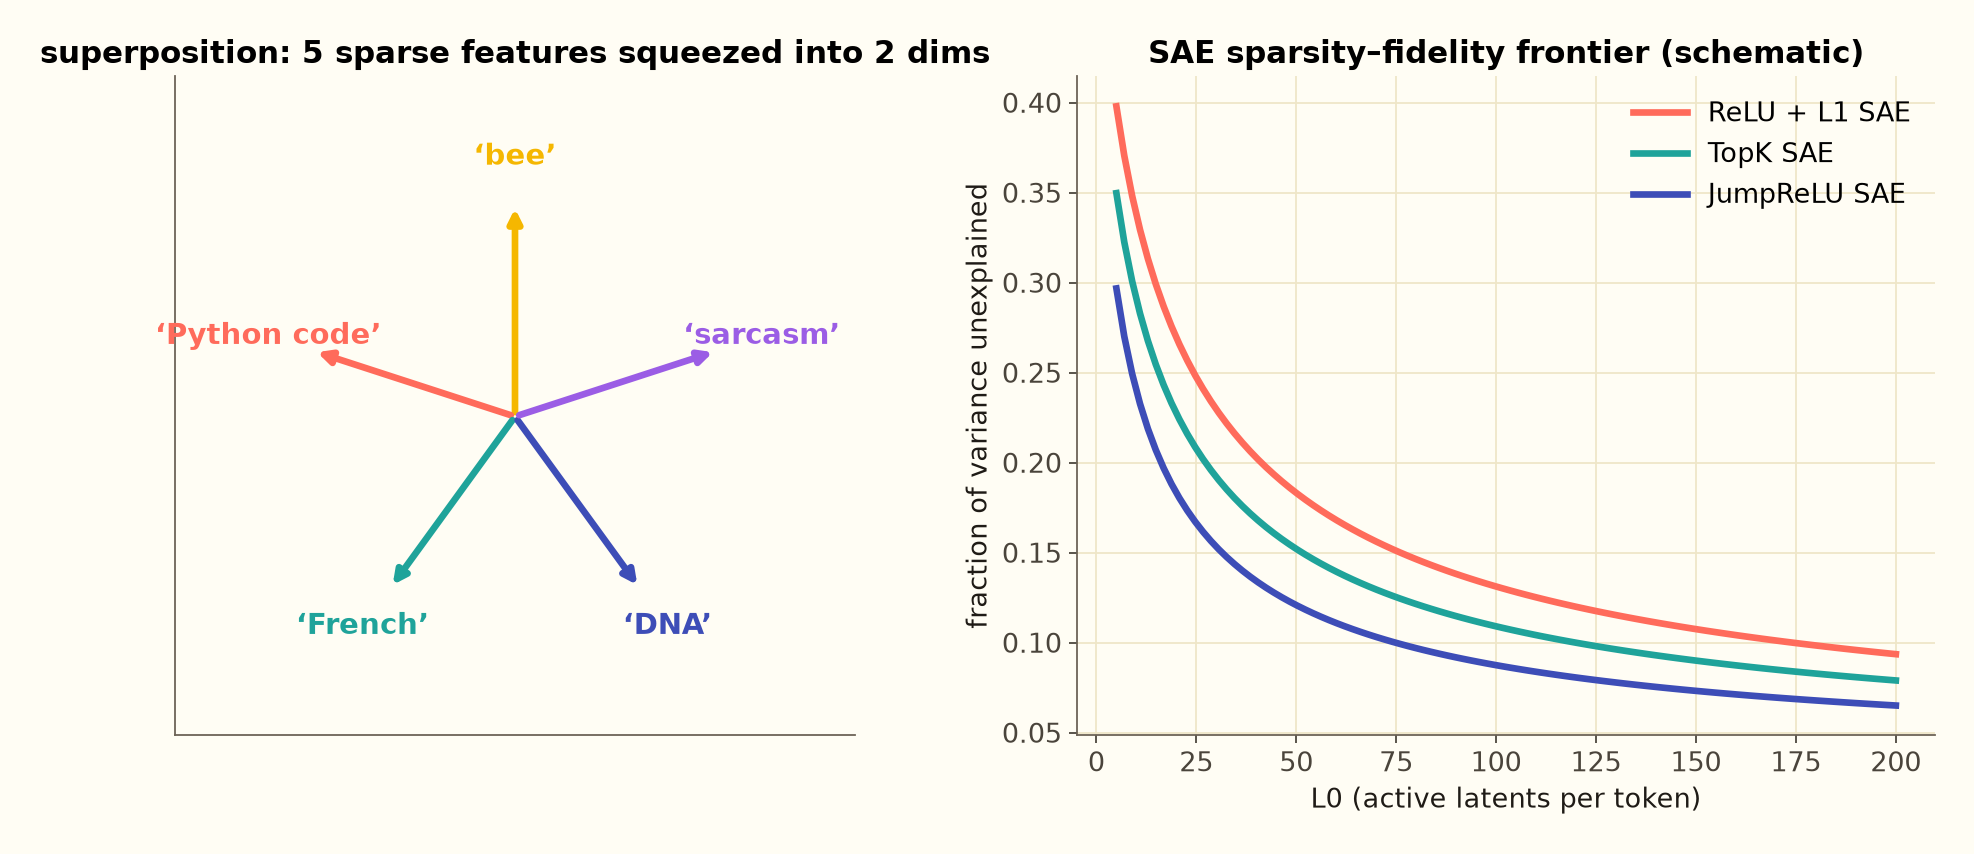 superposition: 5 sparse features squeezed into 2 dims
‘bee’
‘Python code’
‘sarcasm’
‘French’
‘DNA’
SAE sparsity–fidelity frontier (schematic)
ReLU + L1 SAE
TopK SAE
JumpReLU SAE
fraction of variance unexplained
0.40
0.35
0.30
0.25
0.20
0.15
0.10
0.05
0 25 50 75 100 125 150 175 200
L0 (active latents per token)